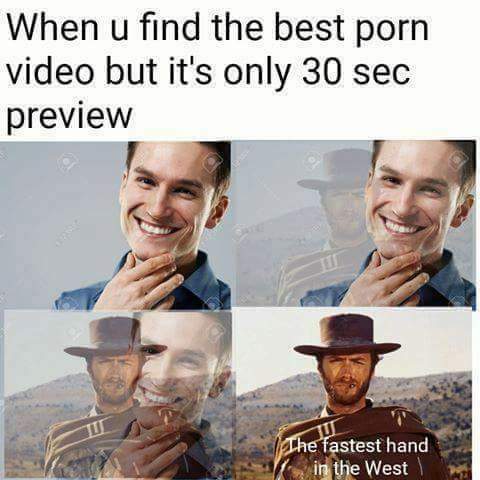 When u find the best porn
video but it's only 30 sec
preview
The fastest hand
in the West